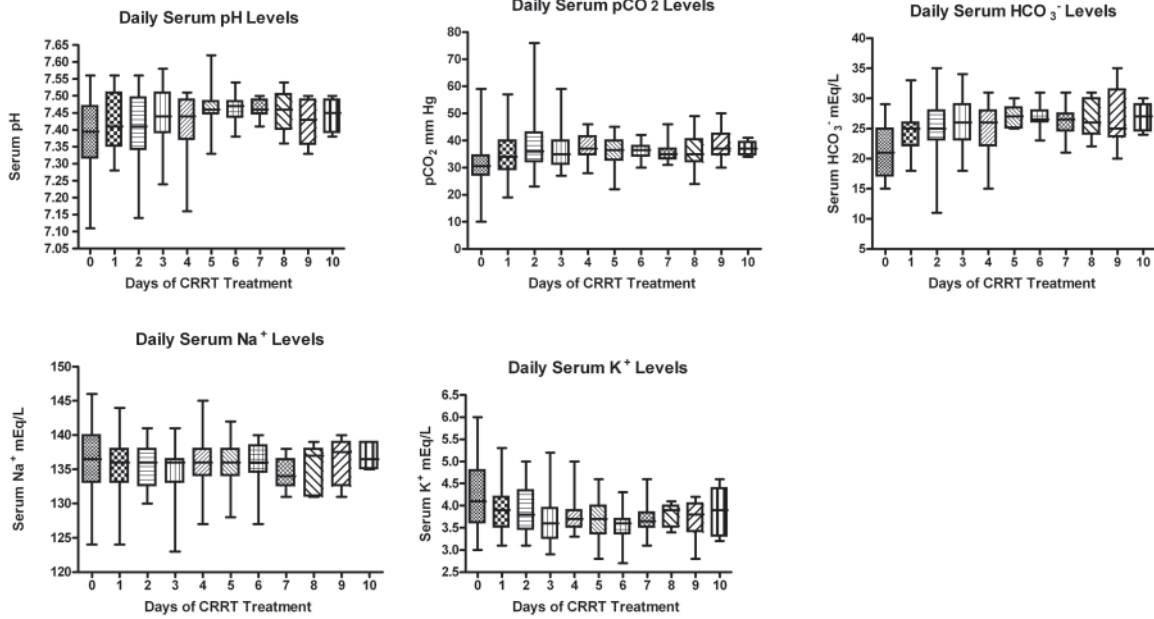 Daily Serum pH Levels
Serum pH
7.65
7.60
7.55
7.50
7.45
7.40
7.35
7.30
7.25
7.20
7.15
7.10
7.05
0 1 2 3 4 5 6 7 8 9 10
Days of CRRT Treatment
Daily Serum pCO2 Levels
pCO2 mm Hg
80
70
60
50
40
30
20
10
0
0 1 2 3 4 5 6 7 8 9 10
Days of CRRT Treatment
Daily Serum HCO3- Levels
Serum HCO3- mEq/L
40
35
30
25
20
15
10
5
0 1 2 3 4 5 6 7 8 9 10
Days of CRRT Treatment
Daily Serum Na+ Levels
Serum Na+ mEq/L
150
145
140
135
130
125
120
0 1 2 3 4 5 6 7 8 9 10
Days of CRRT Treatment
Daily Serum K+ Levels
Serum K+ mEq/L
6.5
6.0
5.5
5.0
4.5
4.0
3.5
3.0
2.5
0 1 2 3 4 5 6 7 8 9 10
Days of CRRT Treatment